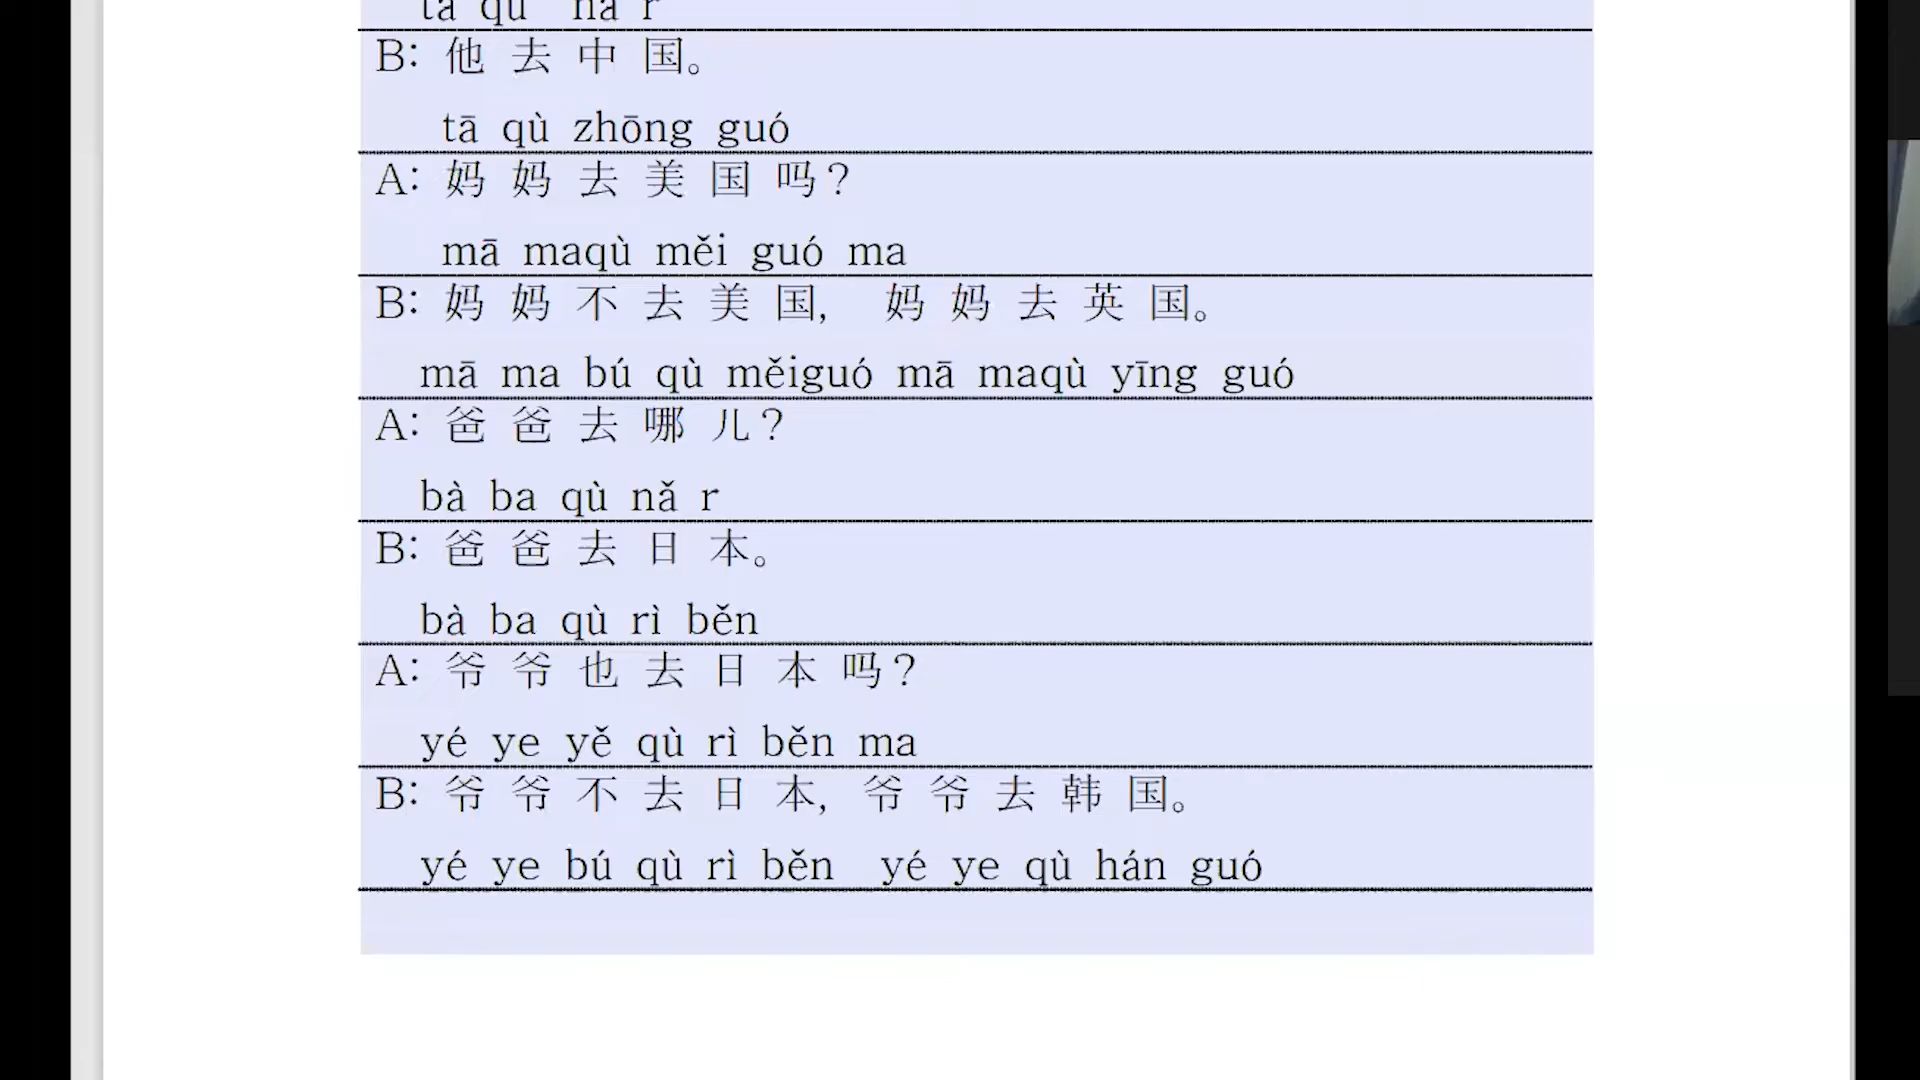 tā qù nǎ r
B: 他 去 中 国。
tā qù zhōng guó
A: 妈 妈 去 美 国 吗?
mā maqù měi guó ma
B: 妈 妈 不 去 美 国, 妈 妈 去 英 国。
mā ma bú qù měiguó mā maqù yīng guó
A: 爸 爸 去 哪 儿?
bà ba qù nǎ r
B: 爸 爸 去 日 本。
bà ba qù rì běn
A: 爷 爷 也 去 日 本 吗?
yé ye yě qù rì běn ma
B: 爷 爷 不 去 日 本, 爷 爷 去 韩 国。
yé ye bú qù rì běn yé ye qù hán guó